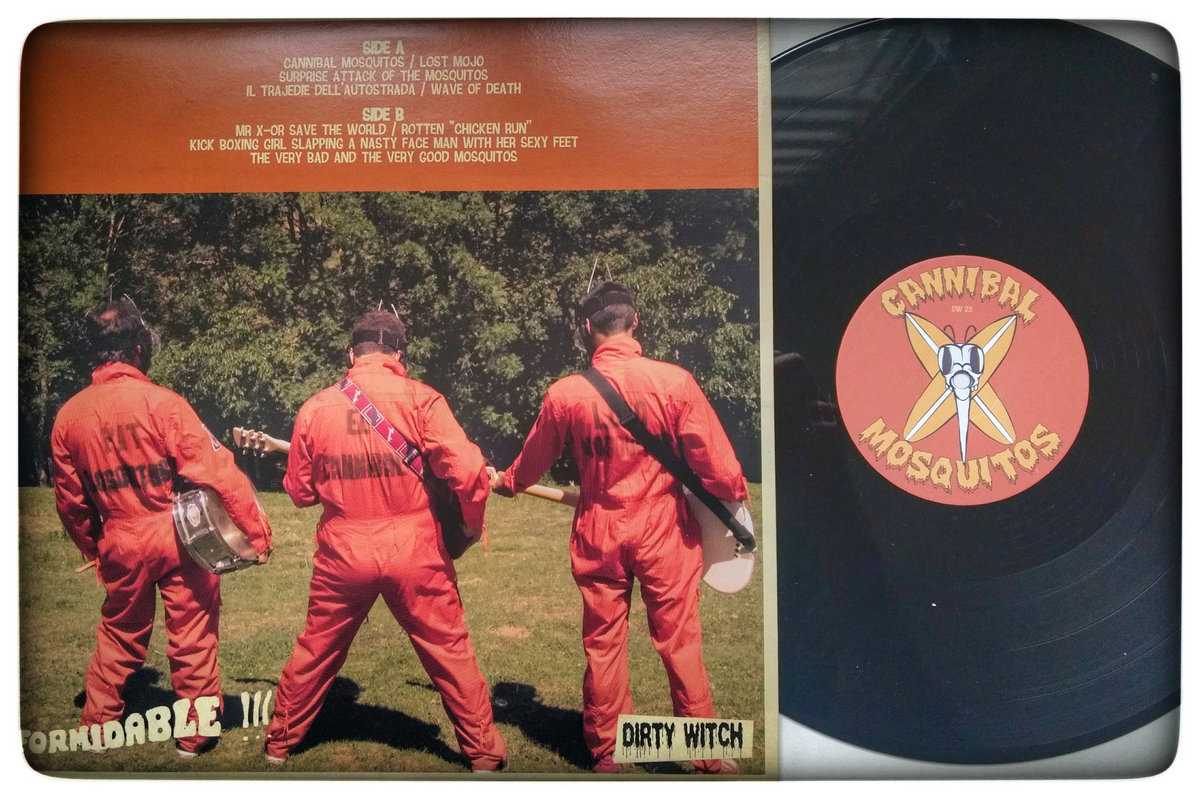 SIDE A
CANNIBAL MOSQUITOS / LOST MOJO
SURPRISE ATTACK OF THE MOSQUITOS
IL TRAJEDIE DELL'AUTOSTRADA / WAVE OF DEATH
SIDE B
MR X-OR SAVE THE WORLD / ROTTEN "CHICKEN RUN"
KICK BOXING GIRL SLAPPING A NASTY FACE MAN WITH HER SEXY FEET
THE VERY BAD AND THE VERY GOOD MOSQUITOS
EAT
FORMIDABLE !!!
DIRTY WITCH
CANNIBAL
DW 23
MOSQUITOS